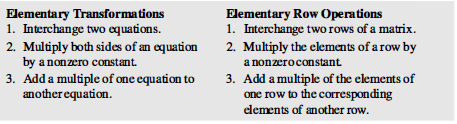 Elementary Transformations
1. Interchange two equations.
2. Multiply both sides of an equation
by a nonzero constant.
3. Add a multiple of one equation to
another equation.
Elementary Row Operations
1. Interchange two rows of a matrix.
2. Multiply the elements of a row by
a nonzero constant.
3. Add a multiple of the elements of
one row to the corresponding
elements of another row.